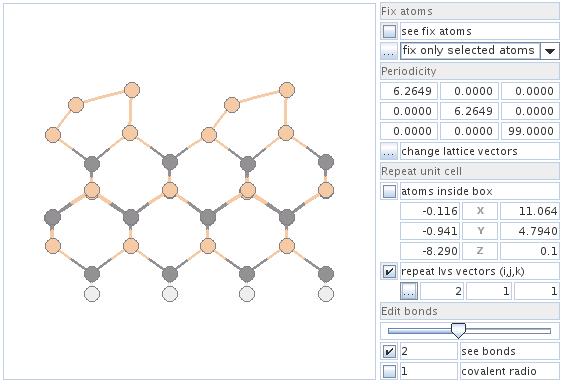 Fix atoms
see fix atoms
... fix only selected atoms
Periodicity
6.2649 0.0000 0.0000
0.0000 6.2649 0.0000
0.0000 0.0000 99.0000
... change lattice vectors
Repeat unit cell
atoms inside box
-0.116 X 11.064
-0.941 Y 4.7940
-8.290 Z 0.1
repeat lvs vectors (i,j,k)
... 2 1 1
Edit bonds
2 see bonds
1 covalent radio